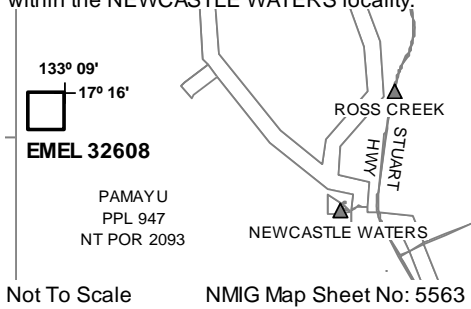 within the NEWCASTLE WATERS locality.
133º 09'
17º 16'
ROSS CREEK
EMEL 32608
STUART
HWY
PAMAYU
PPL 947
NT POR 2093
NEWCASTLE WATERS
Not To Scale NMIG Map Sheet No: 5563